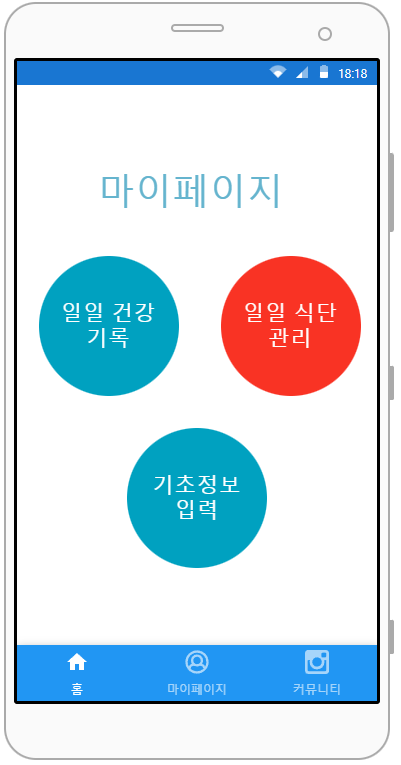 18:18
마이페이지
일일 건강
기록
일일 식단
관리
기초정보
입력
홈
마이페이지
커뮤니티